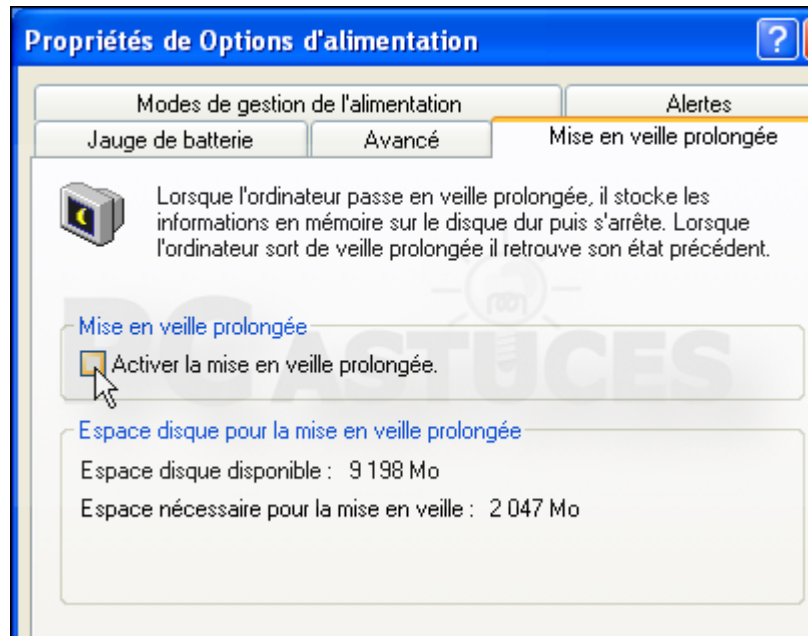 Propriétés de Options d'alimentation
Modes de gestion de l'alimentation
Alertes
Jauge de batterie
Avancé
Mise en veille prolongée
Lorsque l'ordinateur passe en veille prolongée, il stocke les
informations en mémoire sur le disque dur puis s'arrête. Lorsque
l'ordinateur sort de veille prolongée il retrouve son état précédent.
PC ASTUCES
Mise en veille prolongée
Activer la mise en veille prolongée.
Espace disque pour la mise en veille prolongée
Espace disque disponible : 9 198 Mo
Espace nécessaire pour la mise en veille : 2 047 Mo